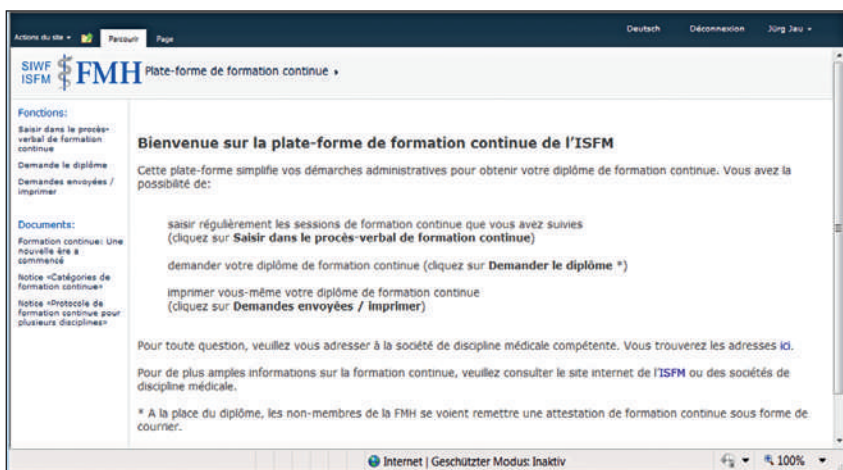 Deutsch Déconnexion Jürg Jau
Actions du site Parcourir Page
SIWF
ISFM FMH Plate-forme de formation continue
Fonctions:
Saisir dans le procès-
verbal de formation
continue
Demande le diplôme
Demandes envoyées /
imprimer
Documents:
Formation continue: Une
nouvelle ère a
commencé
Notice «Catégories de
formation continue»
Notice «Protocole de
formation continue pour
plusieurs disciplines»
Bienvenue sur la plate-forme de formation continue de l'ISFM
Cette plate-forme simplifie vos démarches administratives pour obtenir votre diplôme de formation continue. Vous avez la
possibilité de:
saisir régulièrement les sessions de formation continue que vous avez suivies
(cliquez sur Saisir dans le procès-verbal de formation continue)
demander votre diplôme de formation continue (cliquez sur Demander le diplôme *)
imprimer vous-même votre diplôme de formation continue
(cliquez sur Demandes envoyées / imprimer)
Pour toute question, veuillez vous adresser à la société de discipline médicale compétente. Vous trouverez les adresses ici.
Pour de plus amples informations sur la formation continue, veuillez consulter le site internet de l'ISFM ou des sociétés de
discipline médicale.
* A la place du diplôme, les non-membres de la FMH se voient remettre une attestation de formation continue sous forme de
courrier.
Internet | Geschützter Modus: Inaktiv 100%